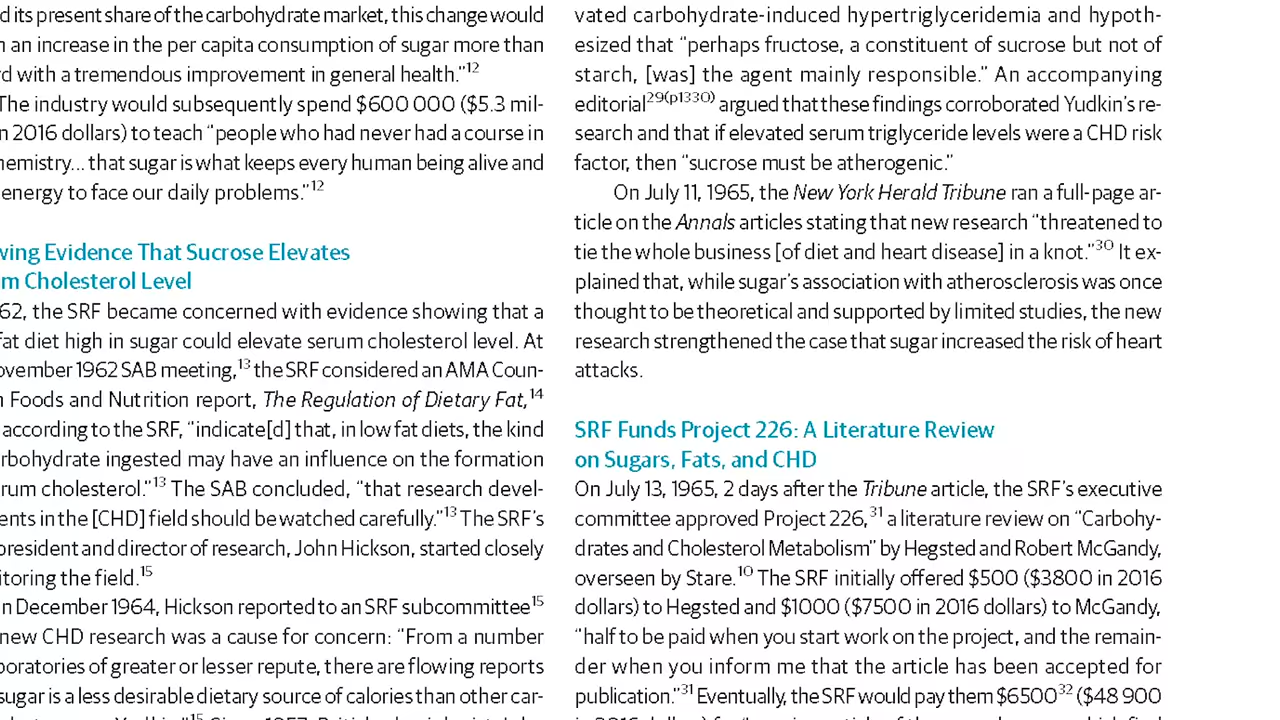 d its present share of the carbohydrate market, this change would
n an increase in the per capita consumption of sugar more than
d with a tremendous improvement in general health.”12
The industry would subsequently spend $600 000 ($5.3 mil-
n 2016 dollars) to teach “people who had never had a course in
hemistry... that sugar is what keeps every human being alive and
energy to face our daily problems.”12
wing Evidence That Sucrose Elevates
m Cholesterol Level
62, the SRF became concerned with evidence showing that a
fat diet high in sugar could elevate serum cholesterol level. At
ovember 1962 SAB meeting,13 the SRF considered an AMA Coun-
n Foods and Nutrition report, The Regulation of Dietary Fat,14
according to the SRF, “indicate[d] that, in low fat diets, the kind
rbohydrate ingested may have an influence on the formation
rum cholesterol.”13 The SAB concluded, “that research devel-
ents in the [CHD] field should be watched carefully.”13 The SRF’s
president and director of research, John Hickson, started closely
itoring the field.15
n December 1964, Hickson reported to an SRF subcommittee15
new CHD research was a cause for concern: “From a number
boratories of greater or lesser repute, there are flowing reports
sugar is a less desirable dietary source of calories than other car-
vated carbohydrate-induced hypertriglyceridemia and hypoth-
esized that “perhaps fructose, a constituent of sucrose but not of
starch, [was] the agent mainly responsible.” An accompanying
editorial29(p1330) argued that these findings corroborated Yudkin’s re-
search and that if elevated serum triglyceride levels were a CHD risk
factor, then “sucrose must be atherogenic.”
On July 11, 1965, the New York Herald Tribune ran a full-page ar-
ticle on the Annals articles stating that new research “threatened to
tie the whole business [of diet and heart disease] in a knot.”30 It ex-
plained that, while sugar’s association with atherosclerosis was once
thought to be theoretical and supported by limited studies, the new
research strengthened the case that sugar increased the risk of heart
attacks.
SRF Funds Project 226: A Literature Review
on Sugars, Fats, and CHD
On July 13, 1965, 2 days after the Tribune article, the SRF’s executive
committee approved Project 226,31 a literature review on “Carbohy-
drates and Cholesterol Metabolism” by Hegsted and Robert McGandy,
overseen by Stare.10 The SRF initially offered $500 ($3800 in 2016
dollars) to Hegsted and $1000 ($7500 in 2016 dollars) to McGandy,
“half to be paid when you start work on the project, and the remain-
der when you inform me that the article has been accepted for
publication.”31 Eventually, the SRF would pay them $650032 ($48 900